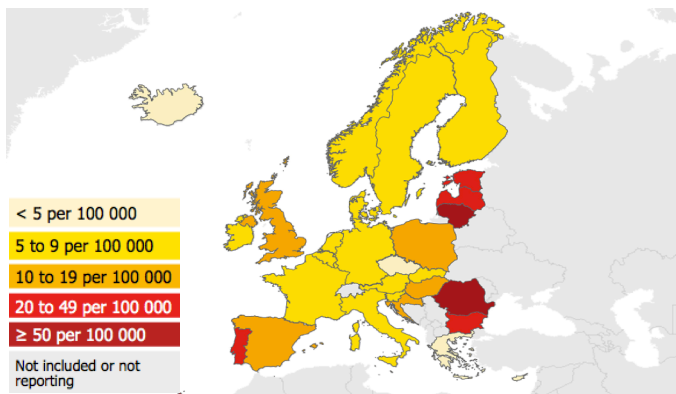 < 5 per 100 000
5 to 9 per 100 000
10 to 19 per 100 000
20 to 49 per 100 000
≥ 50 per 100 000
Not included or not
reporting